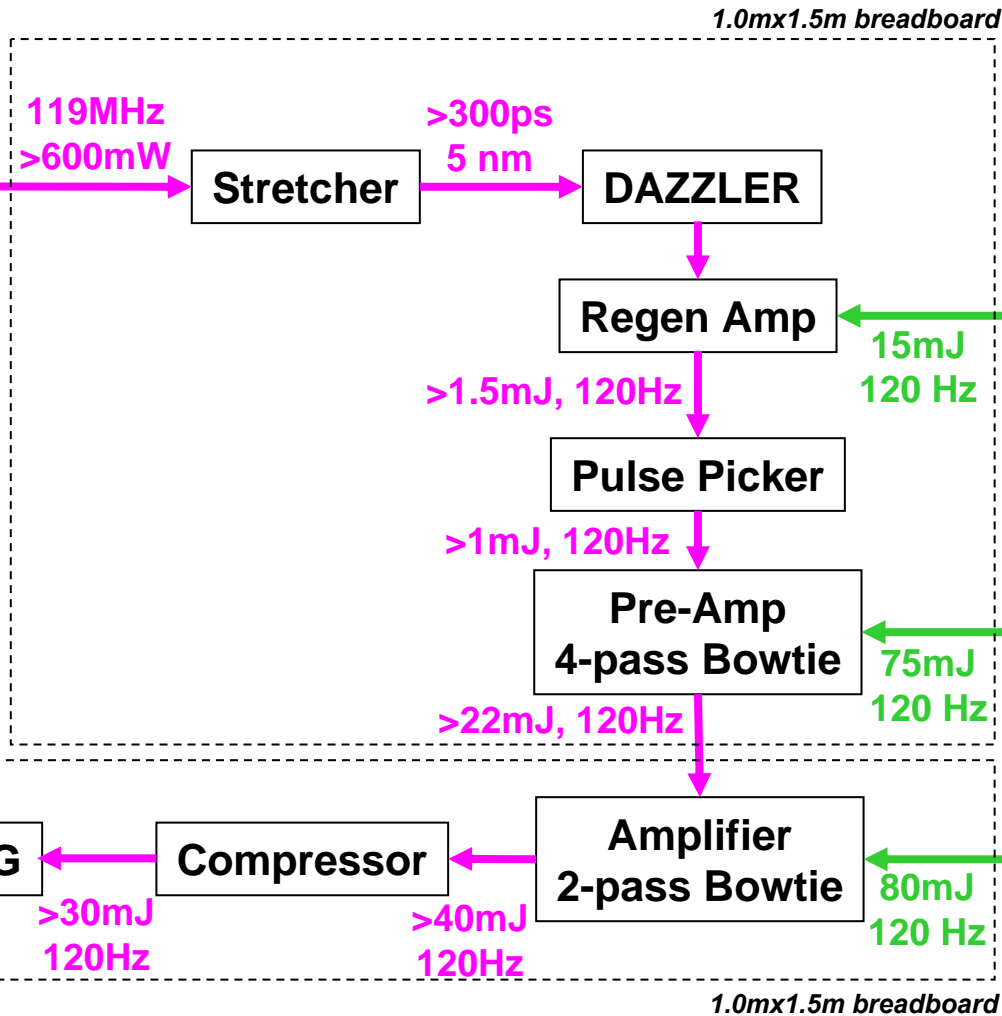 1.0mx1.5m breadboard
119MHz
>600mW
>300ps
5 nm
Stretcher
DAZZLER
Regen Amp
15mJ
120 Hz
>1.5mJ, 120Hz
Pulse Picker
>1mJ, 120Hz
Pre-Amp
4-pass Bowtie
75mJ
120 Hz
>22mJ, 120Hz
G
Compressor
Amplifier
2-pass Bowtie
>30mJ
120Hz
>40mJ
120Hz
80mJ
120 Hz
1.0mx1.5m breadboard